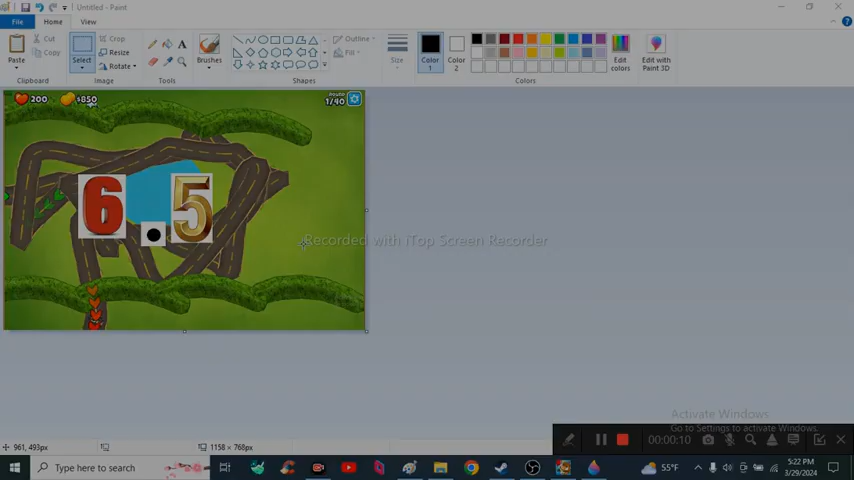 Untitled - Paint
File
Home
View
Paste
Cut
Copy
Clipboard
Select
Crop
Resize
Rotate
Image
A
Tools
Brushes
Outline
Fill
Shapes
Size
Color
1
Color
2
Edit
colors
Edit with
Paint 3D
Colors
200
$850
1/40
6.5
Recorded with iTop Screen Recorder
Activate Windows
Go to Settings to activate Windows.
961, 493px
1158 × 768px
00:00:10
Type here to search
55°F
5:22 PM
3/29/2024